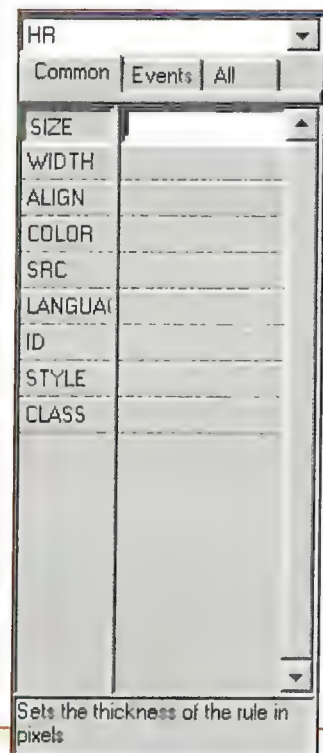 HR
Common Events All
SIZE
WIDTH
ALIGN
COLOR
SRC
LANGUA
ID
STYLE
CLASS
Sets the thickness of the rule in
pixels